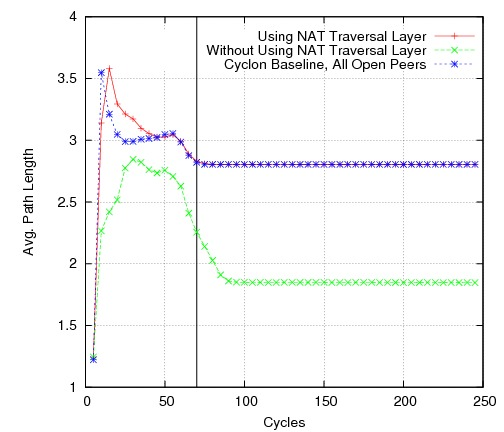 4
3.5
3
2.5
2
1.5
1
0
50
100
150
200
250
Avg. Path Length
Cycles
Using NAT Traversal Layer
Without Using NAT Traversal Layer
Cyclon Baseline, All Open Peers